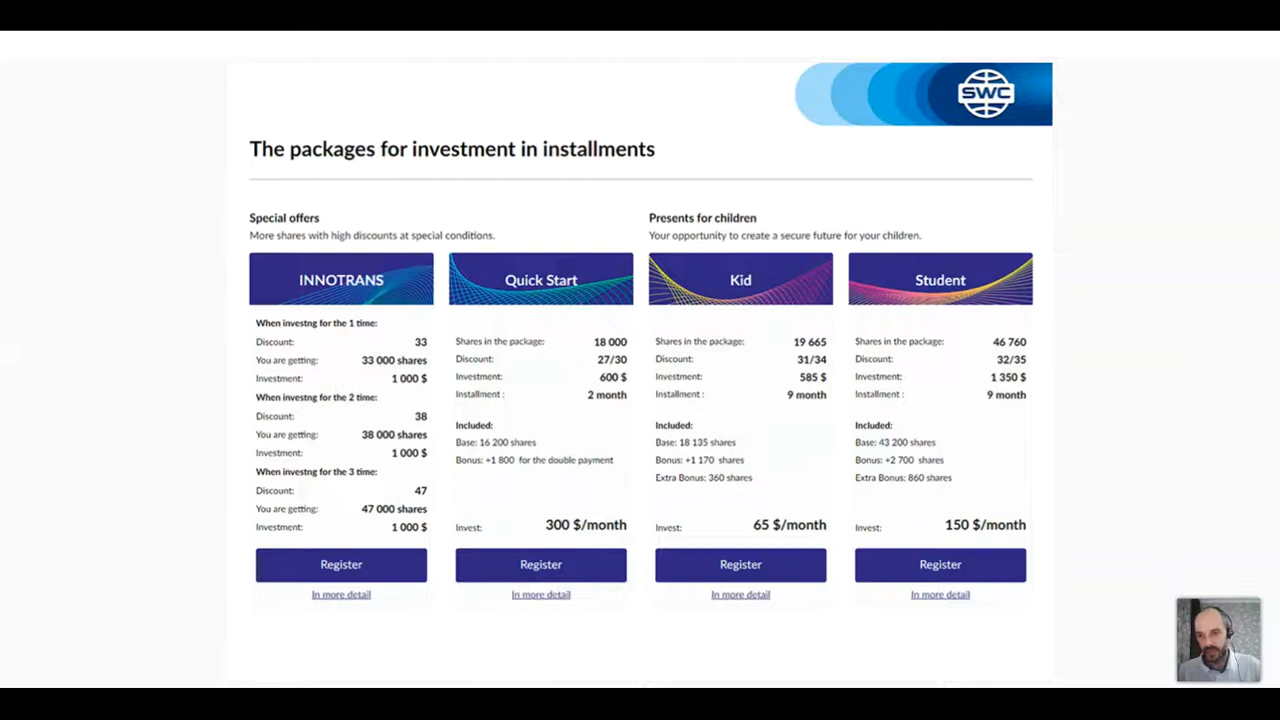 SWC
The packages for investment in installments
Special offers
More shares with high discounts at special conditions.
Presents for children
Your opportunity to create a secure future for your children.
INNOTRANS
When investng for the 1 time:
Discount: 33
You are getting: 33 000 shares
Investment: 1 000 $
When investng for the 2 time:
Discount: 38
You are getting: 38 000 shares
Investment: 1 000 $
When investng for the 3 time:
Discount: 47
You are getting: 47 000 shares
Investment: 1 000 $
Register
In more detail
Quick Start
Shares in the package: 18 000
Discount: 27/30
Investment: 600 $
Installment : 2 month
Included:
Base: 16 200 shares
Bonus: +1 800 for the double payment
Invest: 300 $/month
Register
In more detail
Kid
Shares in the package: 19 665
Discount: 31/34
Investment: 585 $
Installment : 9 month
Included:
Base: 18 135 shares
Bonus: +1 170 shares
Extra Bonus: 360 shares
Invest: 65 $/month
Register
In more detail
Student
Shares in the package: 46 760
Discount: 32/35
Investment: 1 350 $
Installment : 9 month
Included:
Base: 43 200 shares
Bonus: +2 700 shares
Extra Bonus: 860 shares
Invest: 150 $/month
Register
In more detail